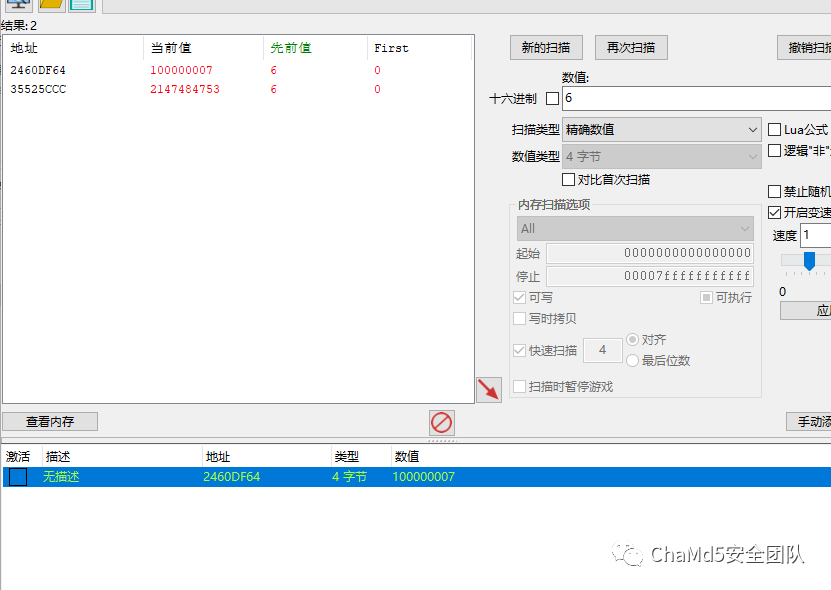 结果: 2
地址 当前值 先前值 First
2460DF64 100000007 6 0
35525CCC 2147484753 6 0
新的扫描 再次扫描 撤销扫
数值:
十六进制 6
扫描类型 精确数值 Lua公式
数值类型 4 字节 逻辑"非"
对比首次扫描
内存扫描选项
禁止随机
All
开启变速
起始 0000000000000000
速度 1
停止 00007fffffffffff
可写 可执行
0
写时拷贝
快速扫描 4 对齐
最后位数
扫描时暂停游戏
查看内存 手动
激活 描述 地址 类型 数值
无描述 2460DF64 4 字节 100000007
ChaMd5安全团队